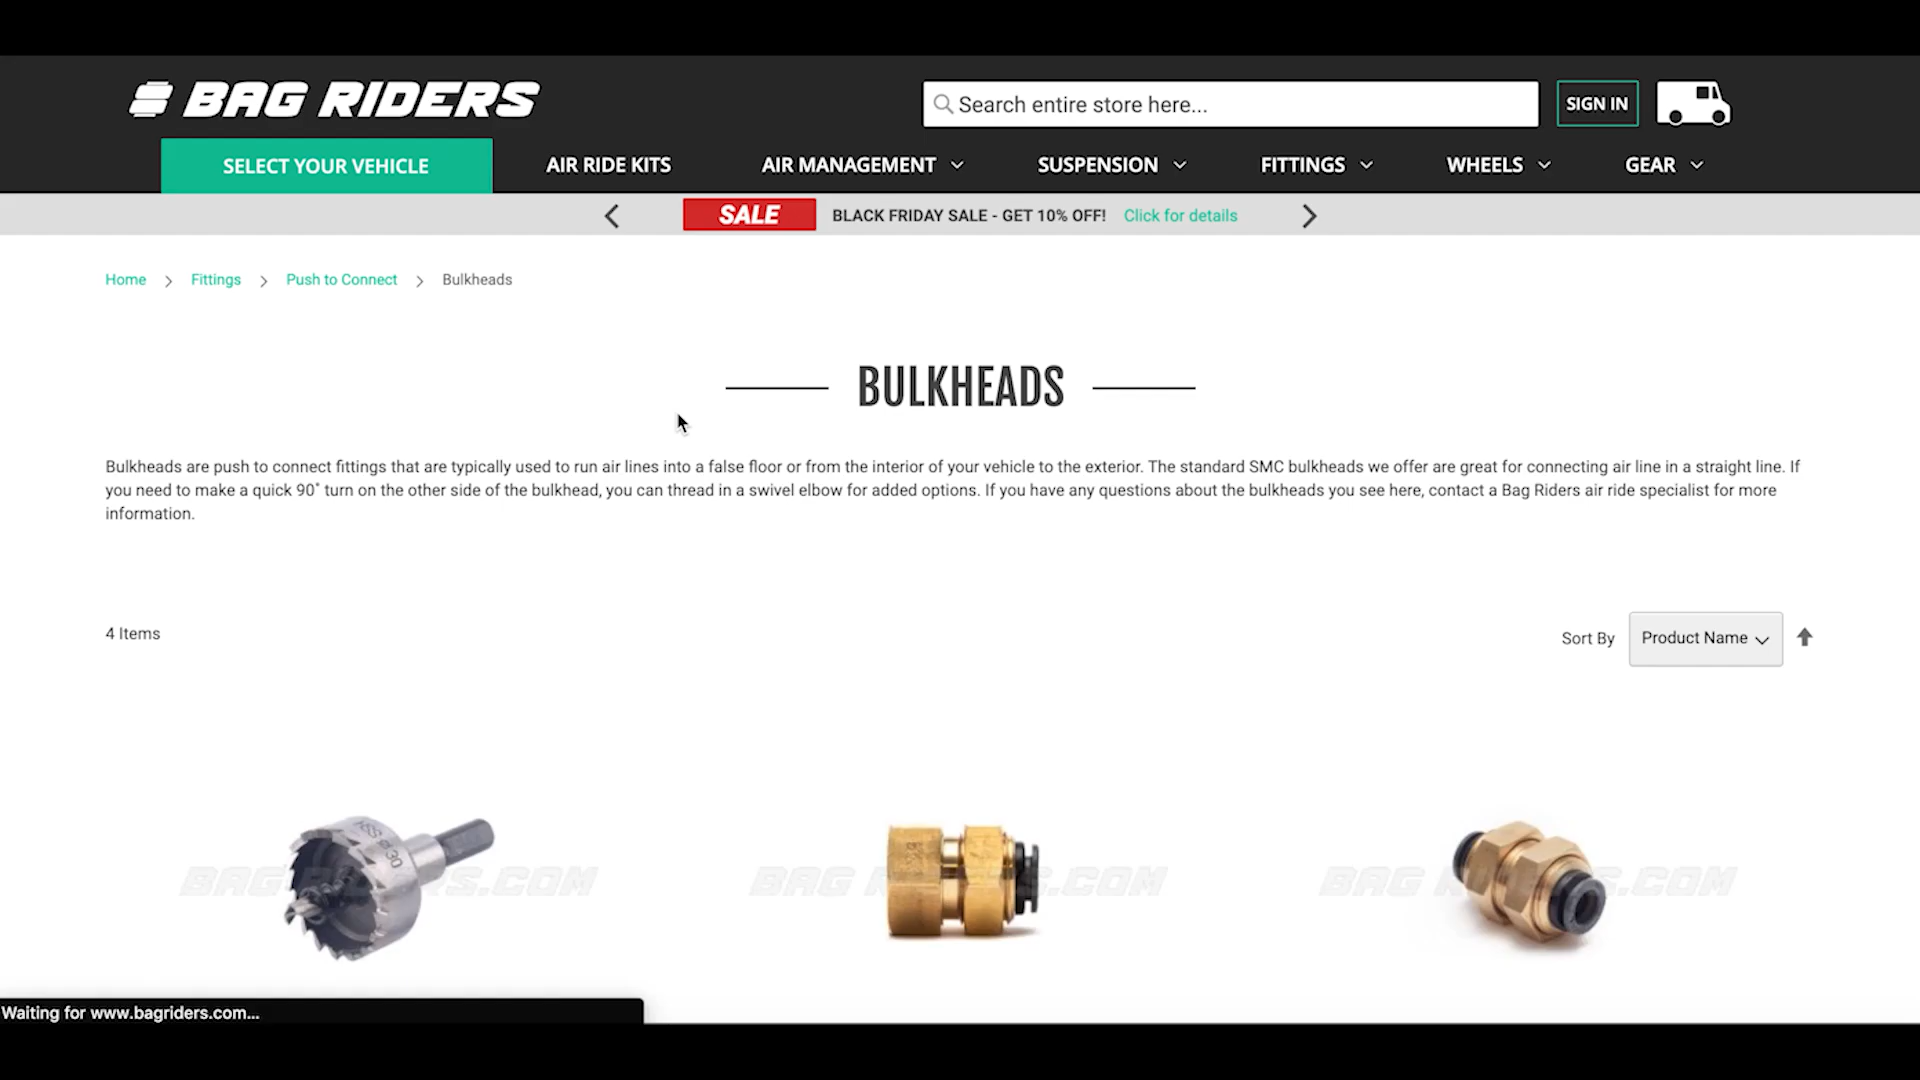 BAG RIDERS
Search entire store here...
SIGN IN
SELECT YOUR VEHICLE
AIR RIDE KITS
AIR MANAGEMENT
SUSPENSION
FITTINGS
WHEELS
GEAR
SALE
BLACK FRIDAY SALE - GET 10% OFF! Click for details
Home > Fittings > Push to Connect > Bulkheads
BULKHEADS
Bulkheads are push to connect fittings that are typically used to run air lines into a false floor or from the interior of your vehicle to the exterior. The standard SMC bulkheads we offer are great for connecting air line in a straight line. If
you need to make a quick 90˚ turn on the other side of the bulkhead, you can thread in a swivel elbow for added options. If you have any questions about the bulkheads you see here, contact a Bag Riders air ride specialist for more
information.
4 Items
Sort By Product Name
HSS 30
Waiting for www.bagriders.com...